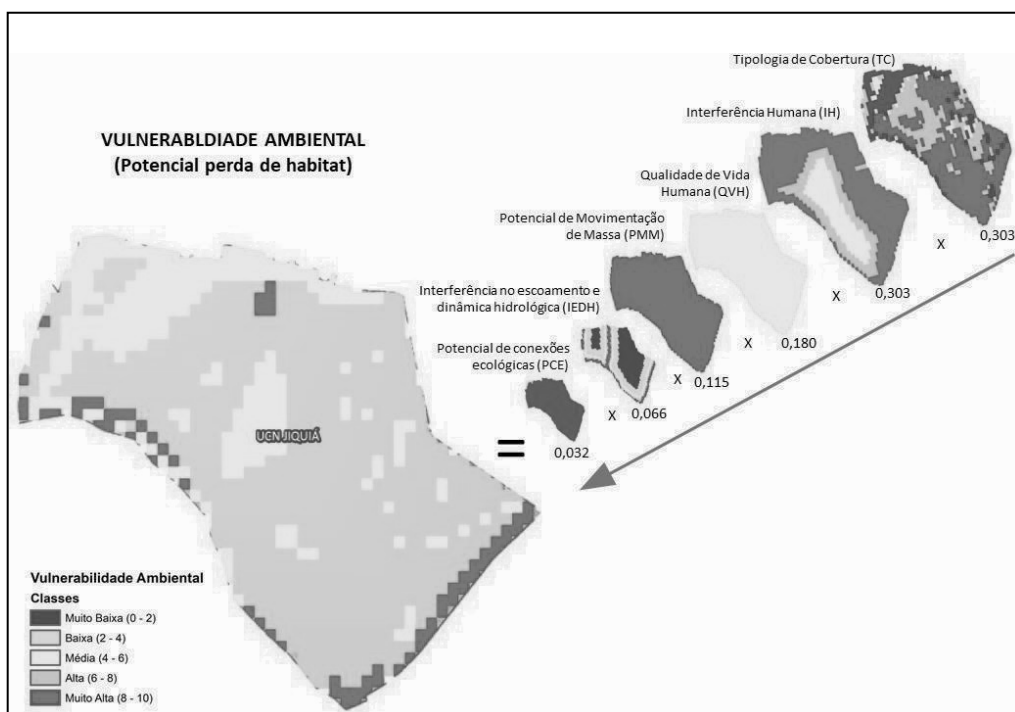 VULNERABLDIADE AMBIENTAL
(Potencial perda de habitat)
Tipologia de Cobertura (TC)
Interferência Humana (IH)
Qualidade de Vida
Humana (QVH)
Potencial de Movimentação
de Massa (PMM)
Interferência no escoamento e
dinâmica hidrológica (IEDH)
Potencial de conexões
ecológicas (PCE)
X 0,303
X 0,303
X 0,180
X 0,115
X 0,066
0,032
=
UCN JIQUIÁ
Vulnerabilidade Ambiental
Classes
Muito Baixa (0 - 2)
Baixa (2 - 4)
Média (4 - 6)
Alta (6 - 8)
Muito Alta (8 - 10)